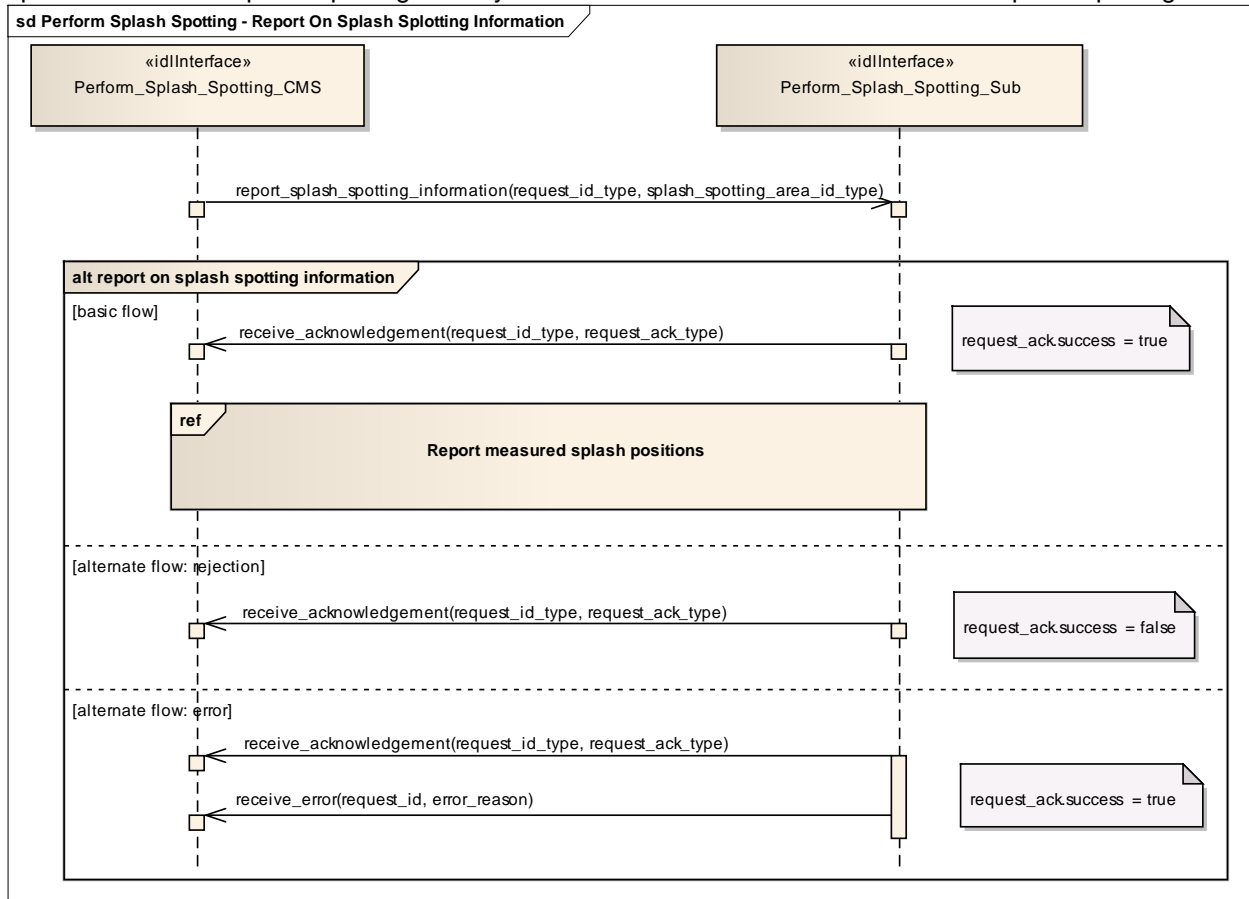 sd Perform Splash Spotting - Report On Splash Splotting Information
«idlInterface»
Perform_Splash_Spotting_CMS
«idlInterface»
Perform_Splash_Spotting_Sub
report_splash_spotting_information(request_id_type, splash_spotting_area_id_type)
alt report on splash spotting information
[basic flow]
receive_acknowledgement(request_id_type, request_ack_type)
request_ack.success = true
ref
Report measured splash positions
[alternate flow: rejection]
receive_acknowledgement(request_id_type, request_ack_type)
request_ack.success = false
[alternate flow: error]
receive_acknowledgement(request_id_type, request_ack_type)
receive_error(request_id, error_reason)
request_ack.success = true